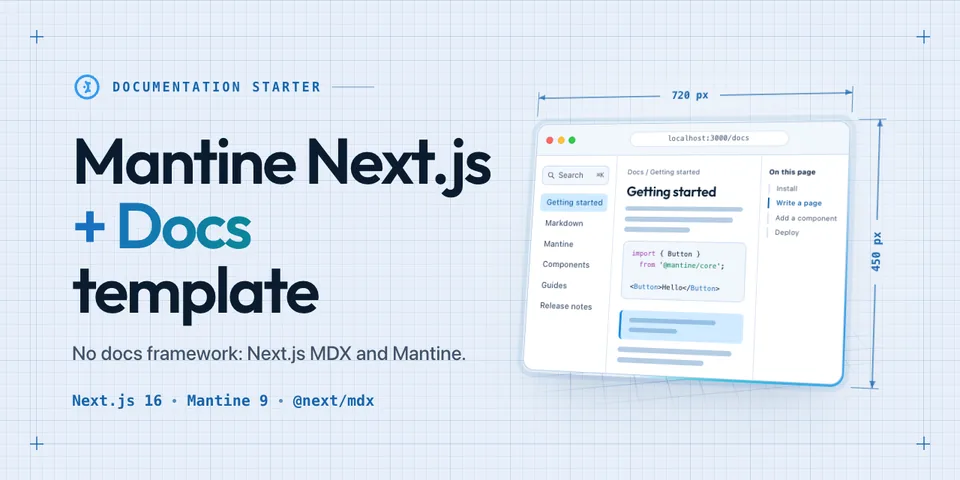 DOCUMENTATION STARTER
Mantine Next.js
+ Docs
template
No docs framework: Next.js MDX and Mantine.
Next.js 16 • Mantine 9 • @next/mdx
720 px
450 px
localhost:3000/docs
Search ⌘K
Getting started
Markdown
Mantine
Components
Guides
Release notes
Docs / Getting started
Getting started
import { Button }
from '@mantine/core';
<Button>Hello</Button>
On this page
Install
Write a page
Add a component
Deploy